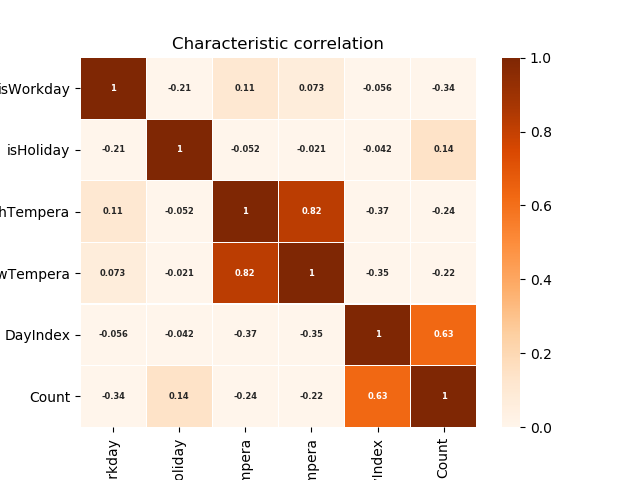 Characteristic correlation
isWorkday 1 -0.21 0.11 0.073 -0.056 -0.34
isHoliday -0.21 1 -0.052 -0.021 -0.042 0.14
hTempera 0.11 -0.052 1 0.82 -0.37 -0.24
wTempera 0.073 -0.021 0.82 1 -0.35 -0.22
DayIndex -0.056 -0.042 -0.37 -0.35 1 0.63
Count -0.34 0.14 -0.24 -0.22 0.63 1
rkday
oliday
mpera
mpera
Index
Count
1.0
0.8
0.6
0.4
0.2
0.0